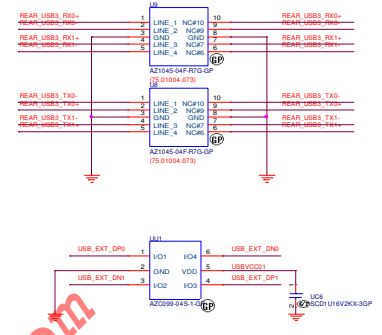 U9
REAR_USB3_RX0+ 1 LINE_1 NC#10 10 REAR_USB3_RX0+
REAR_USB3_RX0- 2 LINE_2 NC#9 9 REAR_USB3_RX0-
3 GND GND 8
REAR_USB3_RX1+ 4 LINE_3 NC#7 7 REAR_USB3_RX1+
REAR_USB3_RX1- 5 LINE_4 NC#6 6 REAR_USB3_RX1-
GP
AZ1045-04F-R7G-GP
(75.01004.073)
U8
REAR_USB3_TX0- 1 LINE_1 NC#10 10 REAR_USB3_TX0-
REAR_USB3_TX0+ 2 LINE_2 NC#9 9 REAR_USB3_TX0+
3 GND GND 8
REAR_USB3_TX1- 4 LINE_3 NC#7 7 REAR_USB3_TX1-
REAR_USB3_TX1+ 5 LINE_4 NC#6 6 REAR_USB3_TX1+
GP
AZ1045-04F-R7G-GP
(75.01004.073)
UU1
USB_EXT_DP0 1 I/O1 I/O4 6 USB_EXT_DN0
2 GND VDD 5 USBVCC01
USB_EXT_DN1 3 I/O2 I/O3 4 USB_EXT_DP1
AZC099-04S-1-GP
GP
1
2
UC6
SCD1U16V2KX-3GP